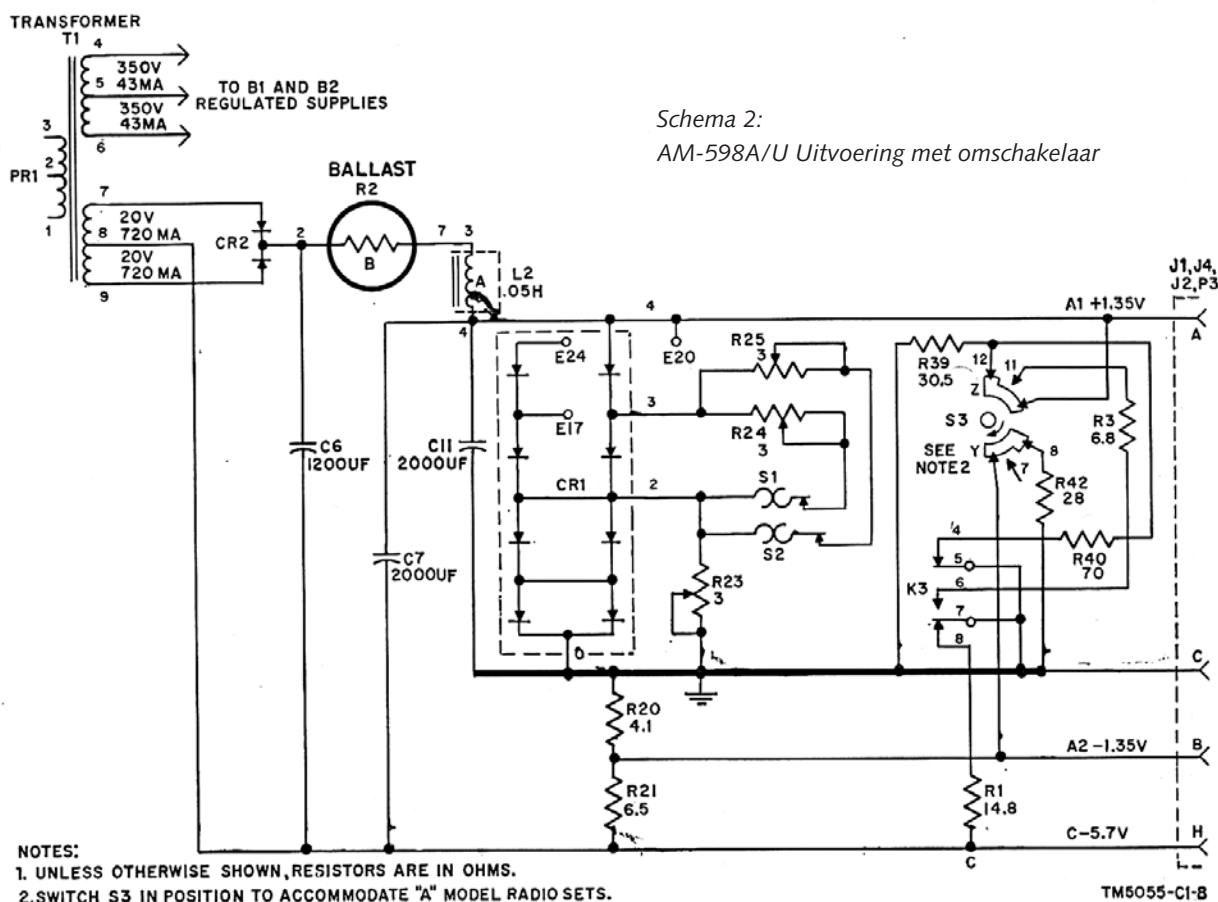 TRANSFORMER
T1
4
350V
43MA
5
350V
43MA
6
TO B1 AND B2
REGULATED SUPPLIES
Schema 2:
AM-598A/U Uitvoering met omschakelaar
3
2
PR1
1
7
20V
720 MA
8
20V
720 MA
9
CR2
2
BALLAST
R2
B
7
3
A
L2
.05H
4
4
A1 +1.35V
J1,J4,
J2,P3
A
E24
E20
E17
R25
3
3
R24
3
R39
30.5
12
11
Z
S3
SEE
NOTE 2
Y
7
8
R3
6.8
C6
1200UF
C11
2000UF
CR1
2
S1
S2
R42
28
C7
2000UF
R23
3
4
5
K3
6
7
8
R40
70
C
R20
4.1
A2 -1.35V
B
R21
6.5
R1
14.8
C-5.7V
H
C
NOTES:
1. UNLESS OTHERWISE SHOWN, RESISTORS ARE IN OHMS.
2. SWITCH S3 IN POSITION TO ACCOMMODATE "A" MODEL RADIO SETS.
TM5055-C1-8